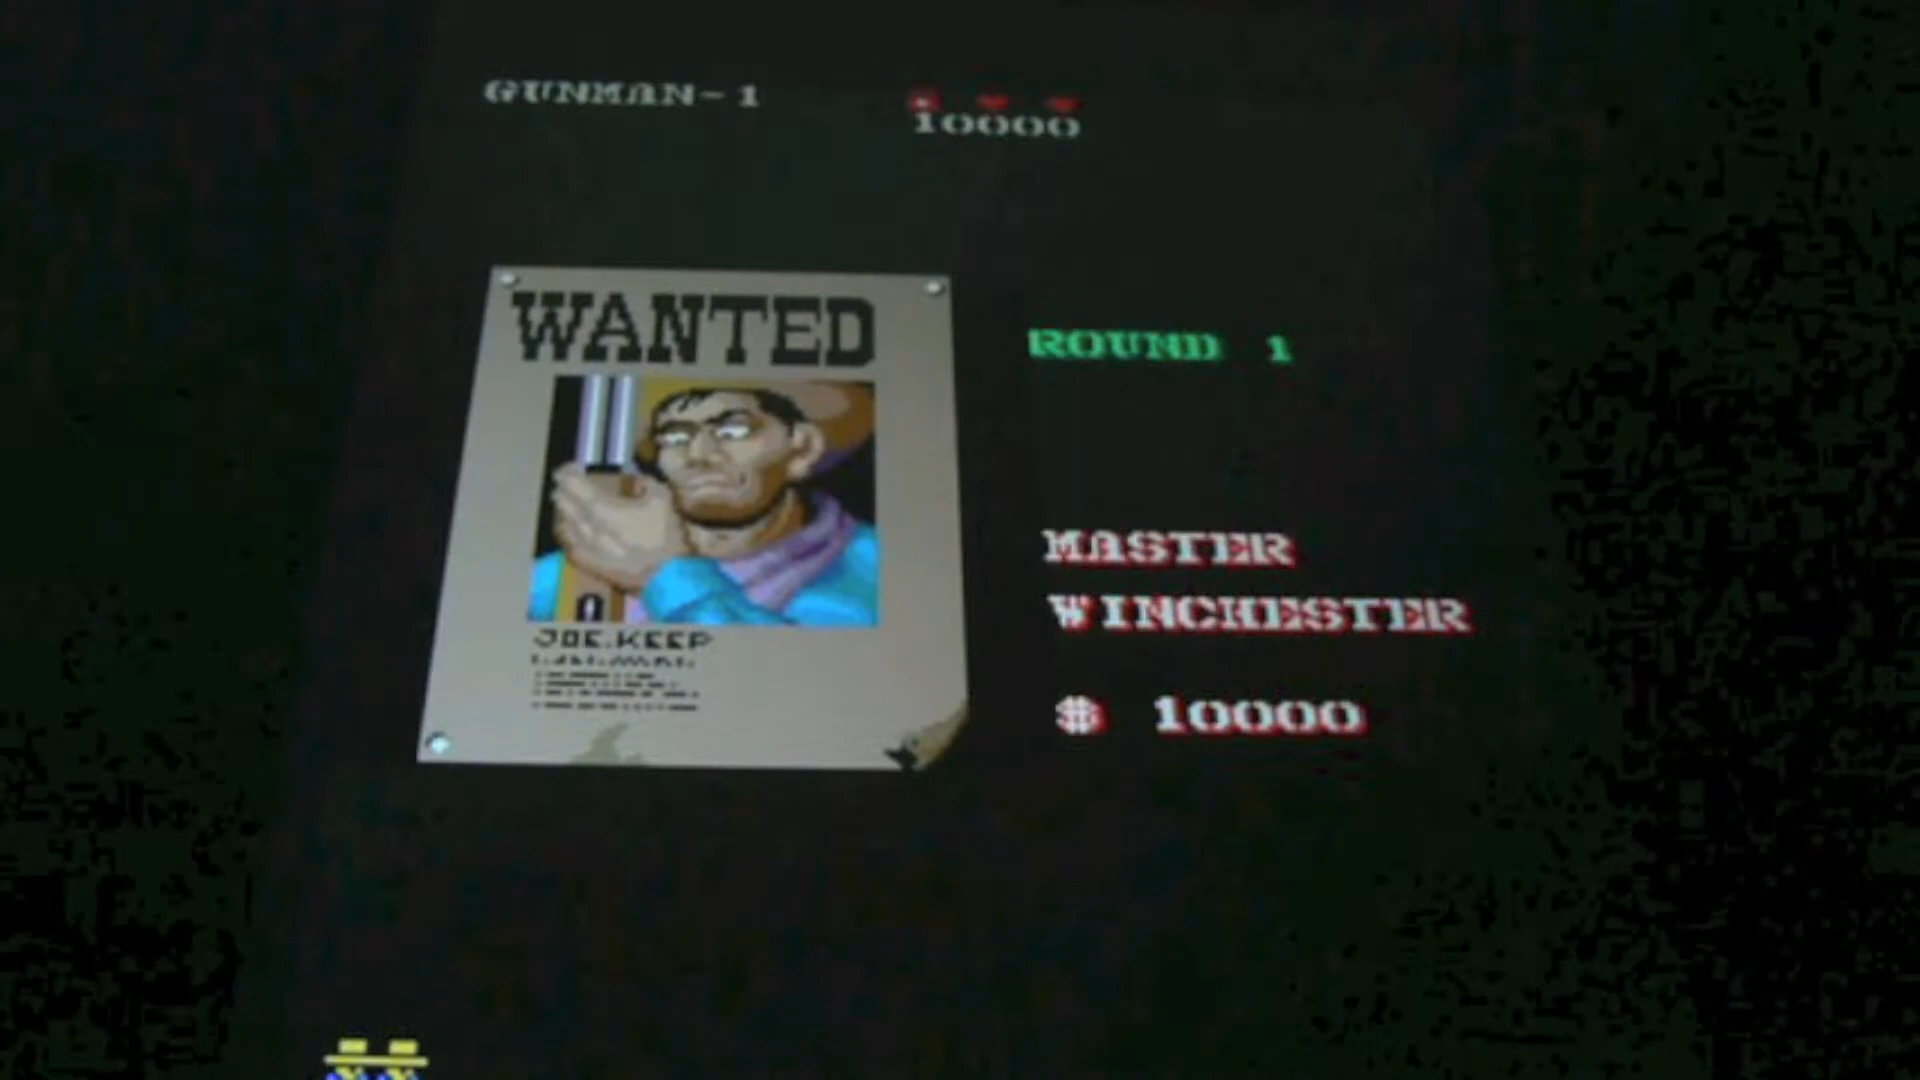 GUNMAN-1
10000
WANTED
ROUND 1
MASTER
WINCHESTER
$ 10000
JOE.KEEP